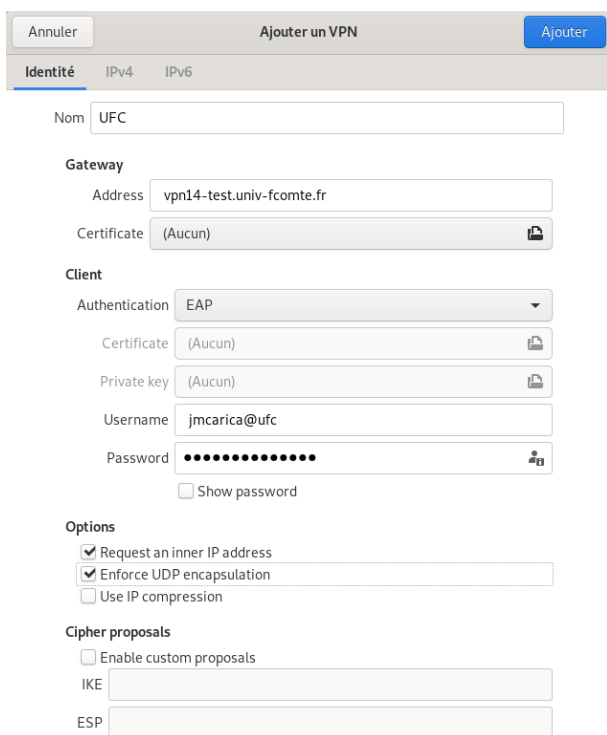 Annuler Ajouter un VPN Ajouter
Identité IPv4 IPv6
Nom UFC
Gateway
Address vpn14-test.univ-fcomte.fr
Certificate (Aucun)
Client
Authentication EAP
Certificate (Aucun)
Private key (Aucun)
Username jmcarica@ufc
Password ●●●●●●●●●●●●●●
Show password
Options
Request an inner IP address
Enforce UDP encapsulation
Use IP compression
Cipher proposals
Enable custom proposals
IKE
ESP